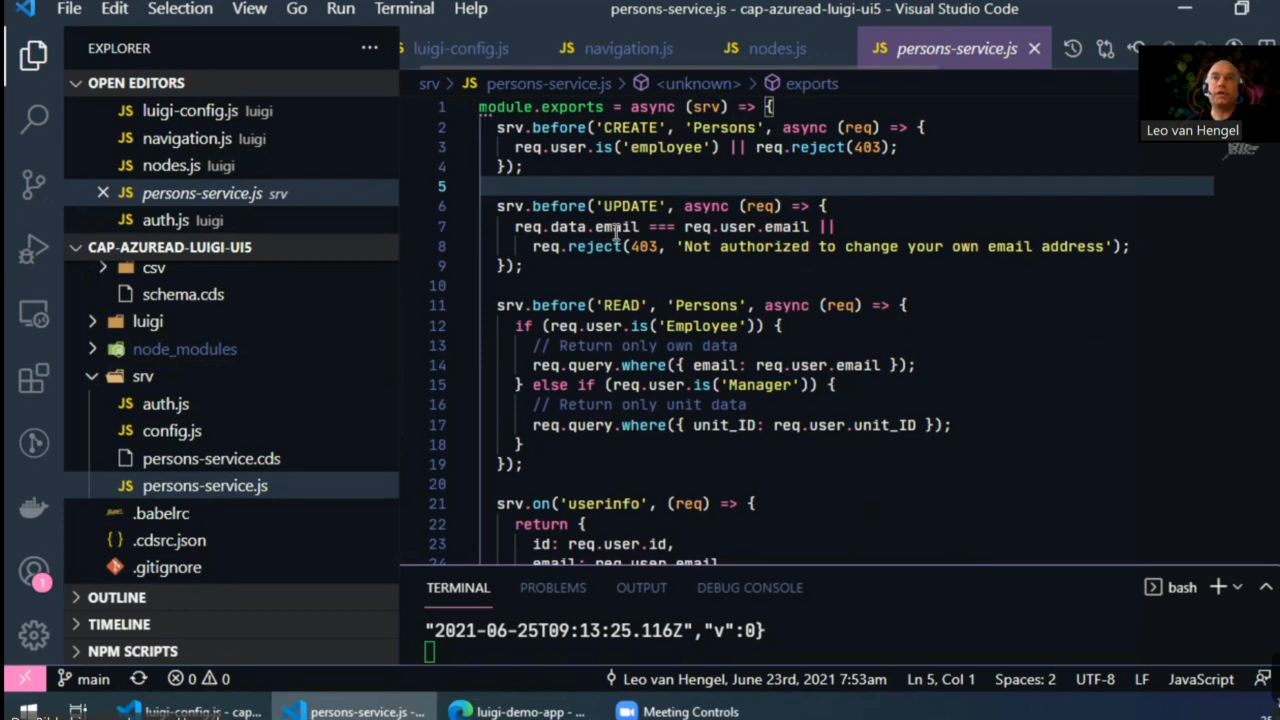 File Edit Selection View Go Run Terminal Help
persons-service.js - cap-azuread-luigi-ui5 - Visual Studio Code
EXPLORER
OPEN EDITORS
luigi-config.js luigi
navigation.js luigi
nodes.js luigi
persons-service.js srv
auth.js luigi
CAP-AZUREAD-LUIGI-UI5
csv
schema.cds
luigi
node_modules
srv
auth.js
config.js
persons-service.cds
persons-service.js
.babelrc
.cdsrc.json
.gitignore
OUTLINE
TIMELINE
NPM SCRIPTS
luigi-config.js
navigation.js
nodes.js
persons-service.js
srv > JS persons-service.js > <unknown> > exports
1 module.exports = async (srv) => {
2 srv.before('CREATE', 'Persons', async (req) => {
3 req.user.is('employee') || req.reject(403);
4 });
5
6 srv.before('UPDATE', async (req) => {
7 req.data.email === req.user.email ||
8 req.reject(403, 'Not authorized to change your own email address');
9 });
10
11 srv.before('READ', 'Persons', async (req) => {
12 if (req.user.is('Employee')) {
13 // Return only own data
14 req.query.where({ email: req.user.email });
15 } else if (req.user.is('Manager')) {
16 // Return only unit data
17 req.query.where({ unit_ID: req.user.unit_ID });
18 }
19 });
20
21 srv.on('userinfo', (req) => {
22 return {
23 id: req.user.id,
24 email: req.user.email
Leo van Hengel
TERMINAL PROBLEMS OUTPUT DEBUG CONSOLE
bash
"2021-06-25T09:13:25.116Z","v":0}
1
main 0 0
Leo van Hengel, June 23rd, 2021 7:53am Ln 5, Col 1 Spaces: 2 UTF-8 LF JavaScript
luigi-config.js - cap...
persons-service.js -...
luigi-demo-app - ...
Meeting Controls